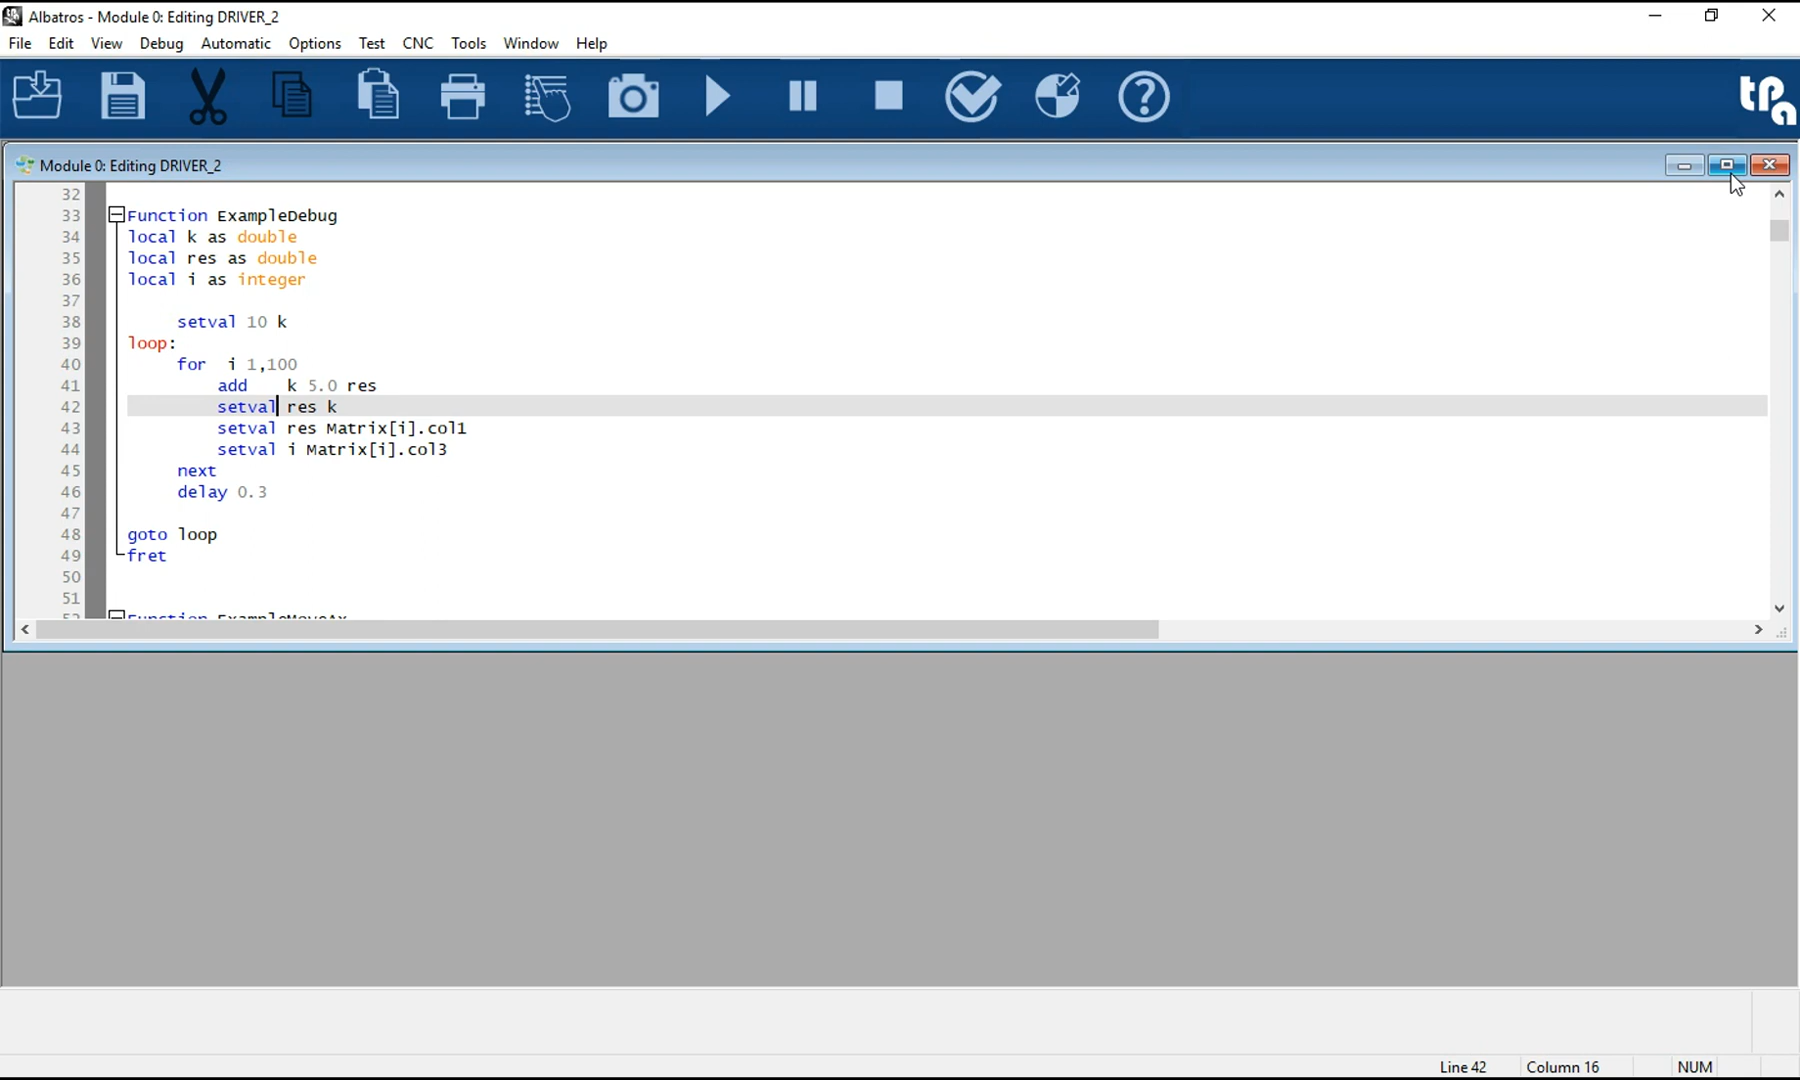 Albatros - Module 0: Editing DRIVER_2
File Edit View Debug Automatic Options Test CNC Tools Window Help
tpa
Module 0: Editing DRIVER_2
32
33 Function ExampleDebug
34 local k as double
35 local res as double
36 local i as integer
37
38 setval 10 k
39 loop:
40 for i 1,100
41 add k 5.0 res
42 setval res k
43 setval res Matrix[i].col1
44 setval i Matrix[i].col3
45 next
46 delay 0.3
47
48 goto loop
49 fret
50
51
52 Function ExampleMoveAx
Line 42 Column 16 NUM